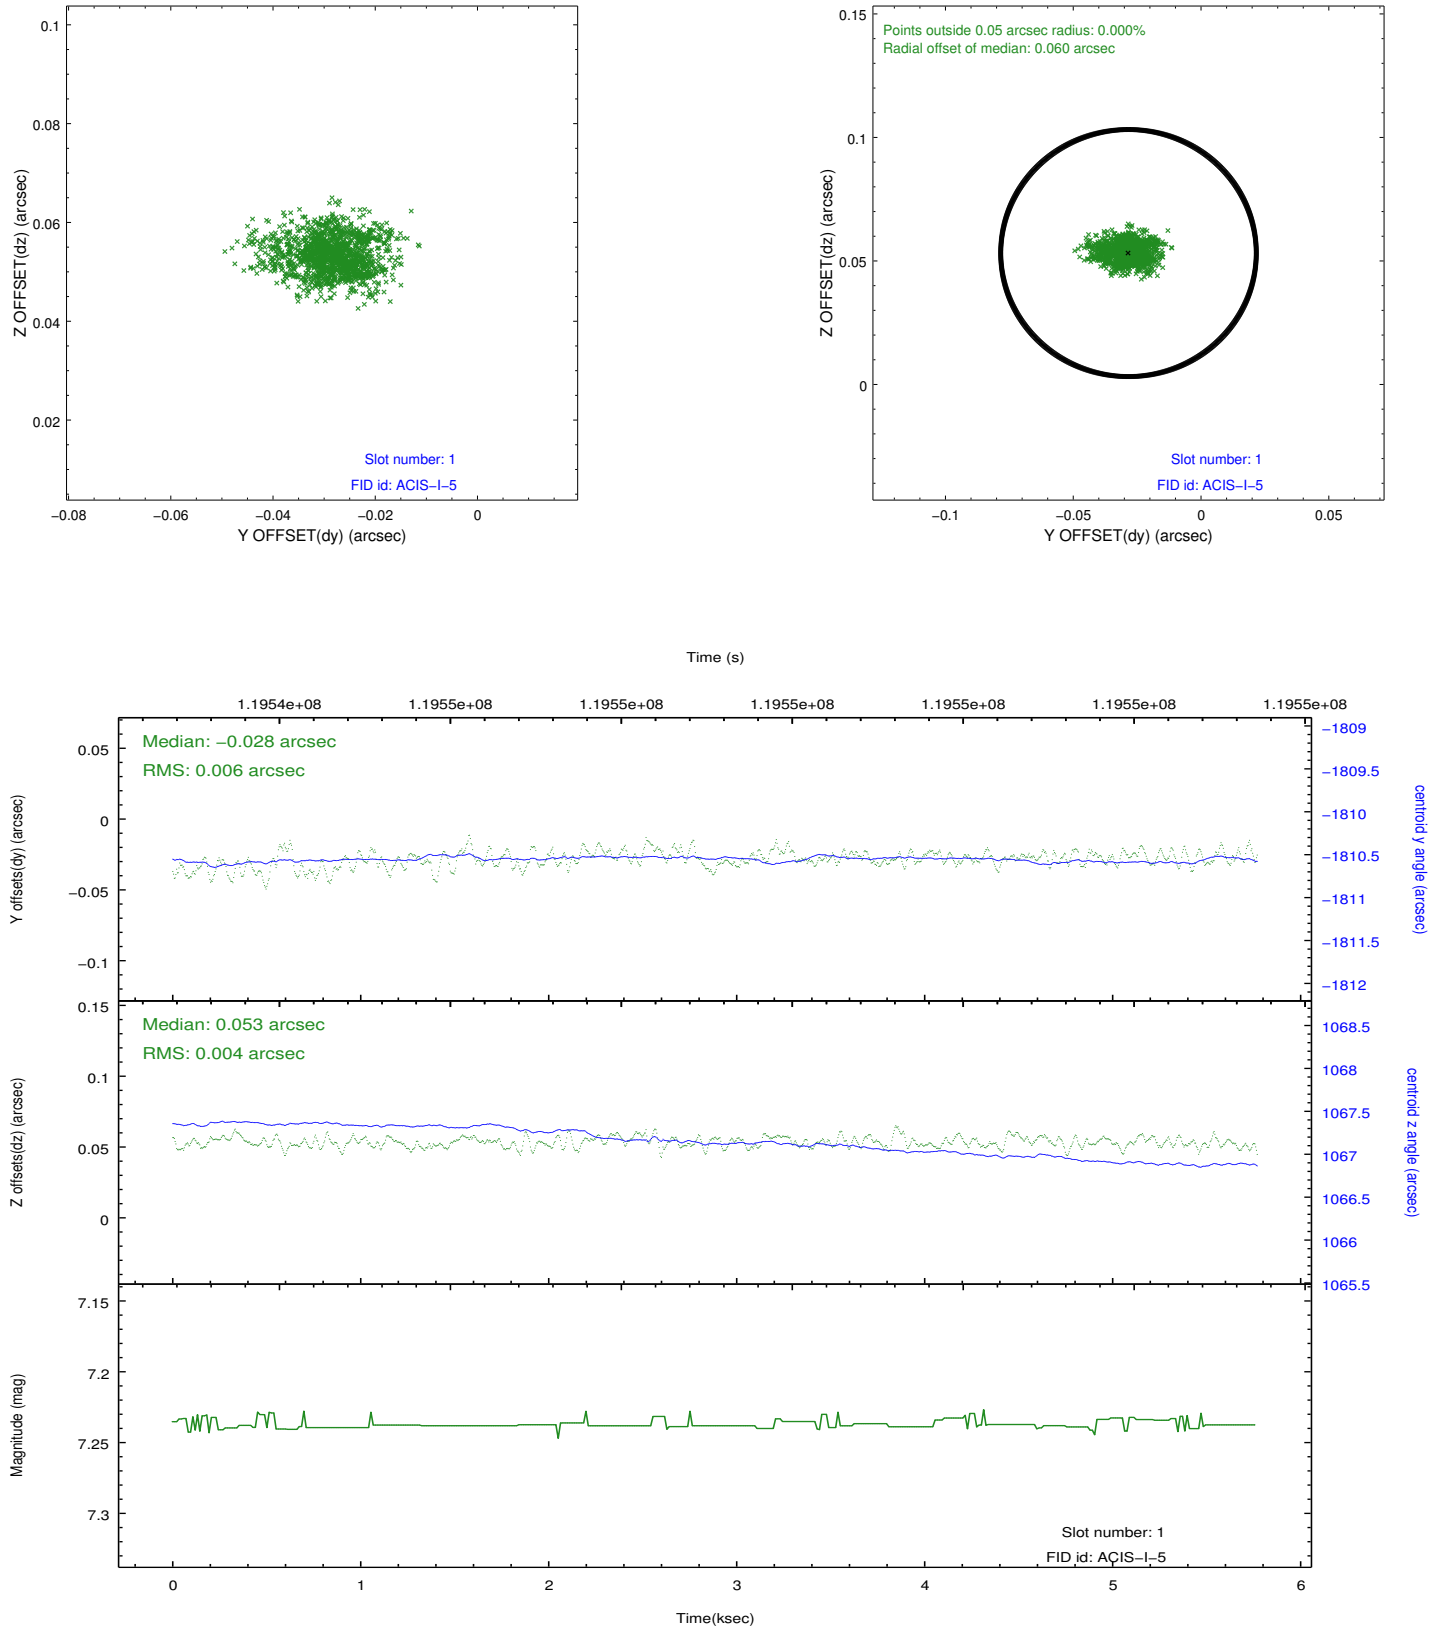 0.1
0.08
0.06
0.04
0.02
Z OFFSET(dz) (arcsec)
Slot number: 1
FID id: ACIS−I−5
−0.08 −0.06 −0.04 −0.02 0
Y OFFSET(dy) (arcsec)
Points outside 0.05 arcsec radius: 0.000%
Radial offset of median: 0.060 arcsec
0.15
0.1
0.05
0
Z OFFSET(dz) (arcsec)
Slot number: 1
FID id: ACIS−I−5
−0.1 −0.05 0 0.05
Y OFFSET(dy) (arcsec)
Time (s)
1.1954e+08 1.1955e+08 1.1955e+08 1.1955e+08 1.1955e+08 1.1955e+08 1.1955e+08
Median: −0.028 arcsec
RMS: 0.006 arcsec
0.05
0
−0.05
−0.1
Y offsets(dy) (arcsec)
−1809
−1809.5
−1810
−1810.5
−1811
−1811.5
−1812
centroid y angle (arcsec)
Median: 0.053 arcsec
RMS: 0.004 arcsec
0.15
0.1
0.05
0
Z offsets(dz) (arcsec)
1068.5
1068
1067.5
1067
1066.5
1066
1065.5
centroid z angle (arcsec)
7.15
7.2
7.25
7.3
Magnitude (mag)
Slot number: 1
FID id: ACIS−I−5
0 1 2 3 4 5 6
Time(ksec)